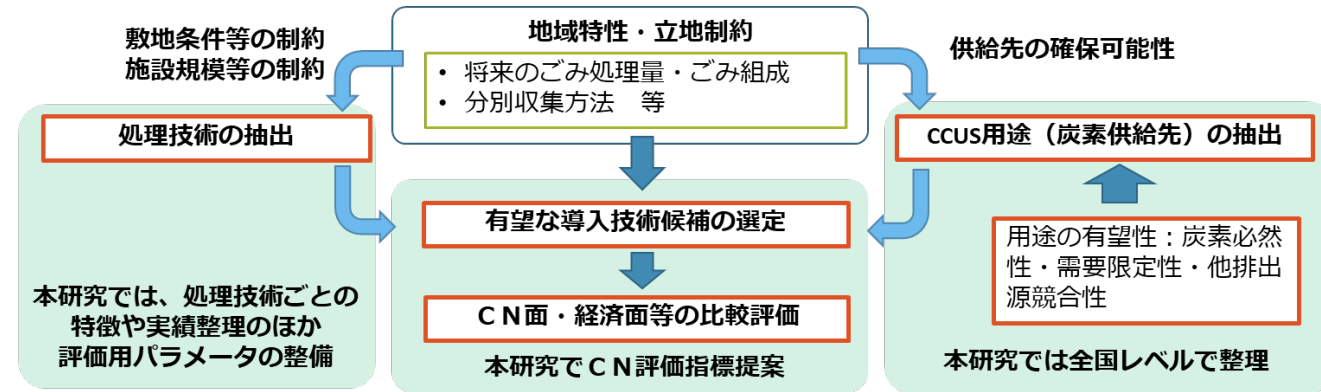 敷地条件等の制約
施設規模等の制約
地域特性・立地制約
• 将来のごみ処理量・ごみ組成
• 分別収集方法　等
供給先の確保可能性
処理技術の抽出
CCUS用途（炭素供給先）の抽出
有望な導入技術候補の選定
用途の有望性：炭素必然
性・需要限定性・他排出
源競合性
本研究では、処理技術ごとの
特徴や実績整理のほか
評価用パラメータの整備
ＣＮ面・経済面等の比較評価
本研究でＣＮ評価指標提案
本研究では全国レベルで整理